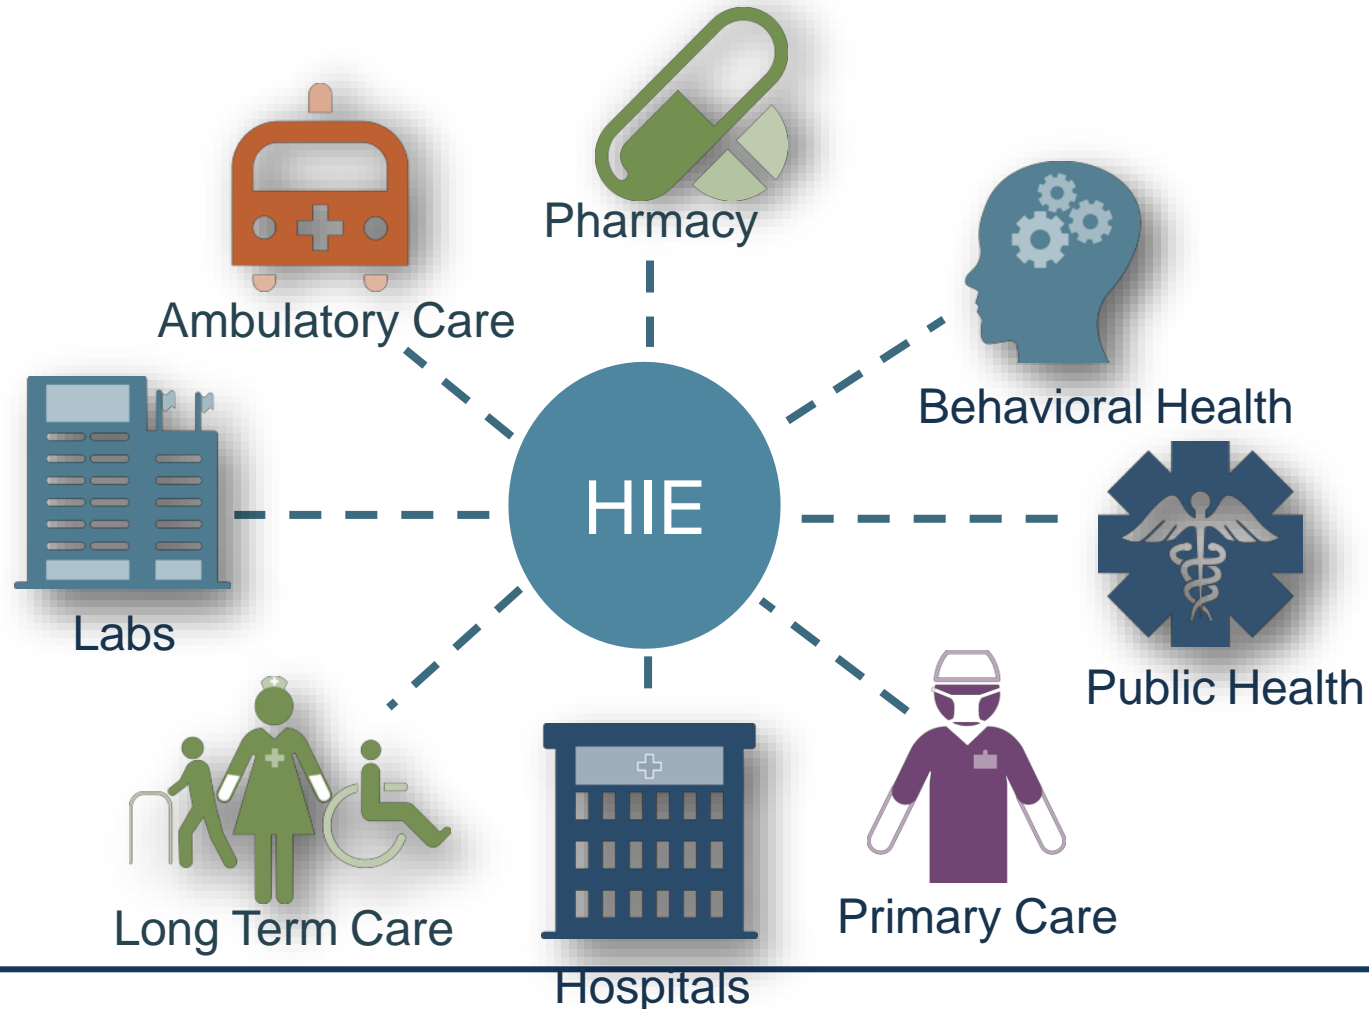 Pharmacy
Ambulatory Care
Behavioral Health
HIE
Labs
Public Health
Long Term Care
Primary Care
Hospitals